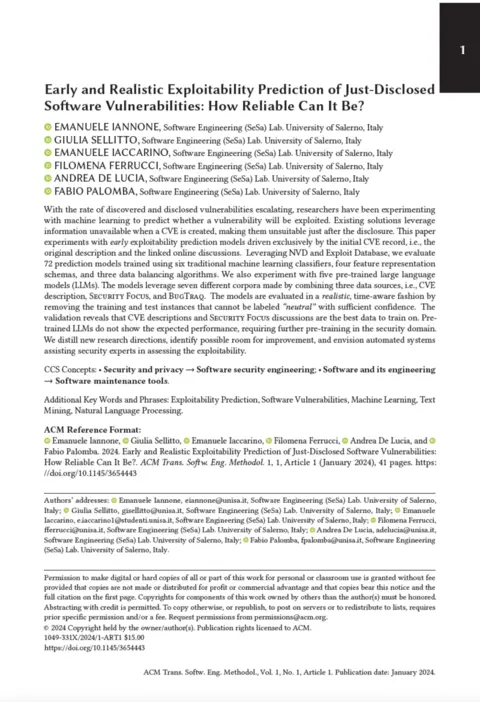 1
Early and Realistic Exploitability Prediction of Just-Disclosed
Software Vulnerabilities: How Reliable Can It Be?
EMANUELE IANNONE, Software Engineering (SeSa) Lab. University of Salerno, Italy
GIULIA SELLITTO, Software Engineering (SeSa) Lab. University of Salerno, Italy
EMANUELE IACCARINO, Software Engineering (SeSa) Lab. University of Salerno, Italy
FILOMENA FERRUCCI, Software Engineering (SeSa) Lab. University of Salerno, Italy
ANDREA DE LUCIA, Software Engineering (SeSa) Lab. University of Salerno, Italy
FABIO PALOMBA, Software Engineering (SeSa) Lab. University of Salerno, Italy
With the rate of discovered and disclosed vulnerabilities escalating, researchers have been experimenting
with machine learning to predict whether a vulnerability will be exploited. Existing solutions leverage
information unavailable when a CVE is created, making them unsuitable just after the disclosure. This paper
experiments with early exploitability prediction models driven exclusively by the initial CVE record, i.e., the
original description and the linked online discussions. Leveraging NVD and Exploit Database, we evaluate
72 prediction models trained using six traditional machine learning classifiers, four feature representation
schemas, and three data balancing algorithms. We also experiment with five pre-trained large language
models (LLMs). The models leverage seven different corpora made by combining three data sources, i.e., CVE
description, Security Focus, and BugTraq. The models are evaluated in a realistic, time-aware fashion by
removing the training and test instances that cannot be labeled "neutral" with sufficient confidence. The
validation reveals that CVE descriptions and Security Focus discussions are the best data to train on. Pre-
trained LLMs do not show the expected performance, requiring further pre-training in the security domain.
We distill new research directions, identify possible room for improvement, and envision automated systems
assisting security experts in assessing the exploitability.
CCS Concepts: • Security and privacy → Software security engineering; • Software and its engineering
→ Software maintenance tools.
Additional Key Words and Phrases: Exploitability Prediction, Software Vulnerabilities, Machine Learning, Text
Mining, Natural Language Processing.
ACM Reference Format:
Emanuele Iannone, Giulia Sellitto, Emanuele Iaccarino, Filomena Ferrucci, Andrea De Lucia, and
Fabio Palomba. 2024. Early and Realistic Exploitability Prediction of Just-Disclosed Software Vulnerabilities:
How Reliable Can It Be?. ACM Trans. Softw. Eng. Methodol. 1, 1, Article 1 (January 2024), 41 pages. https:
//doi.org/10.1145/3654443
Authors' addresses: Emanuele Iannone, eiannone@unisa.it, Software Engineering (SeSa) Lab. University of Salerno,
Italy; Giulia Sellitto, gisellitto@unisa.it, Software Engineering (SeSa) Lab. University of Salerno, Italy; Emanuele
Iaccarino, e.iaccarino1@studenti.unisa.it, Software Engineering (SeSa) Lab. University of Salerno, Italy; Filomena Ferrucci,
fferrucci@unisa.it, Software Engineering (SeSa) Lab. University of Salerno, Italy; Andrea De Lucia, adelucia@unisa.it,
Software Engineering (SeSa) Lab. University of Salerno, Italy; Fabio Palomba, fpalomba@unisa.it, Software Engineering
(SeSa) Lab. University of Salerno, Italy.
Permission to make digital or hard copies of all or part of this work for personal or classroom use is granted without fee
provided that copies are not made or distributed for profit or commercial advantage and that copies bear this notice and the
full citation on the first page. Copyrights for components of this work owned by others than the author(s) must be honored.
Abstracting with credit is permitted. To copy otherwise, or republish, to post on servers or to redistribute to lists, requires
prior specific permission and/or a fee. Request permissions from permissions@acm.org.
© 2024 Copyright held by the owner/author(s). Publication rights licensed to ACM.
1049-331X/2024/1-ART1 $15.00
https://doi.org/10.1145/3654443
ACM Trans. Softw. Eng. Methodol., Vol. 1, No. 1, Article 1. Publication date: January 2024.